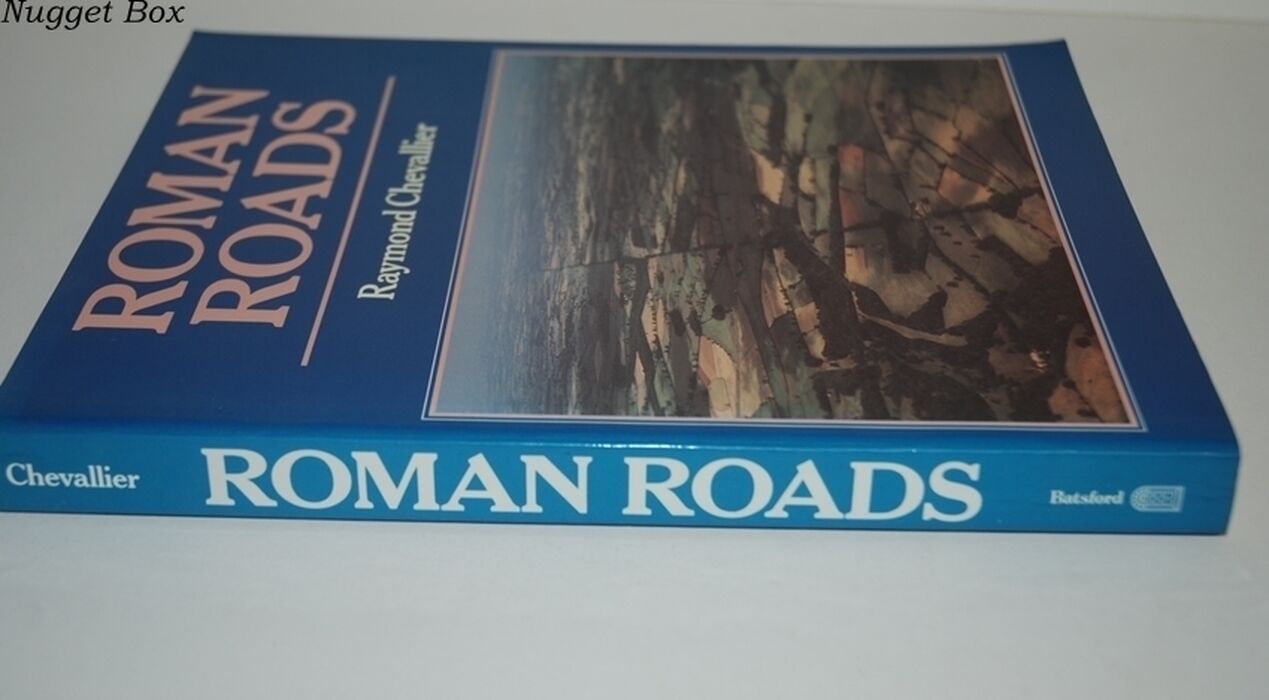 Nugget Box
ROMAN
ROADS
Raymond Chevallier
Chevallier
ROMAN ROADS
Batsford